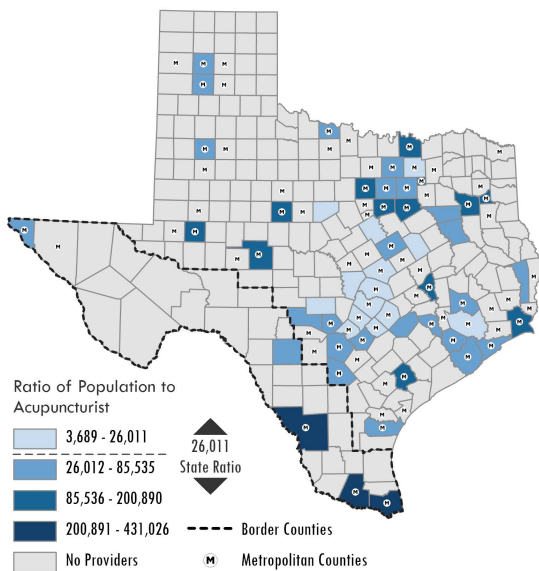 Ratio of Population to
Acupuncturist
3,689 - 26,011
26,012 - 85,535
85,536 - 200,890
200,891 - 431,026
No Providers
26,011
State Ratio
Border Counties
M Metropolitan Counties